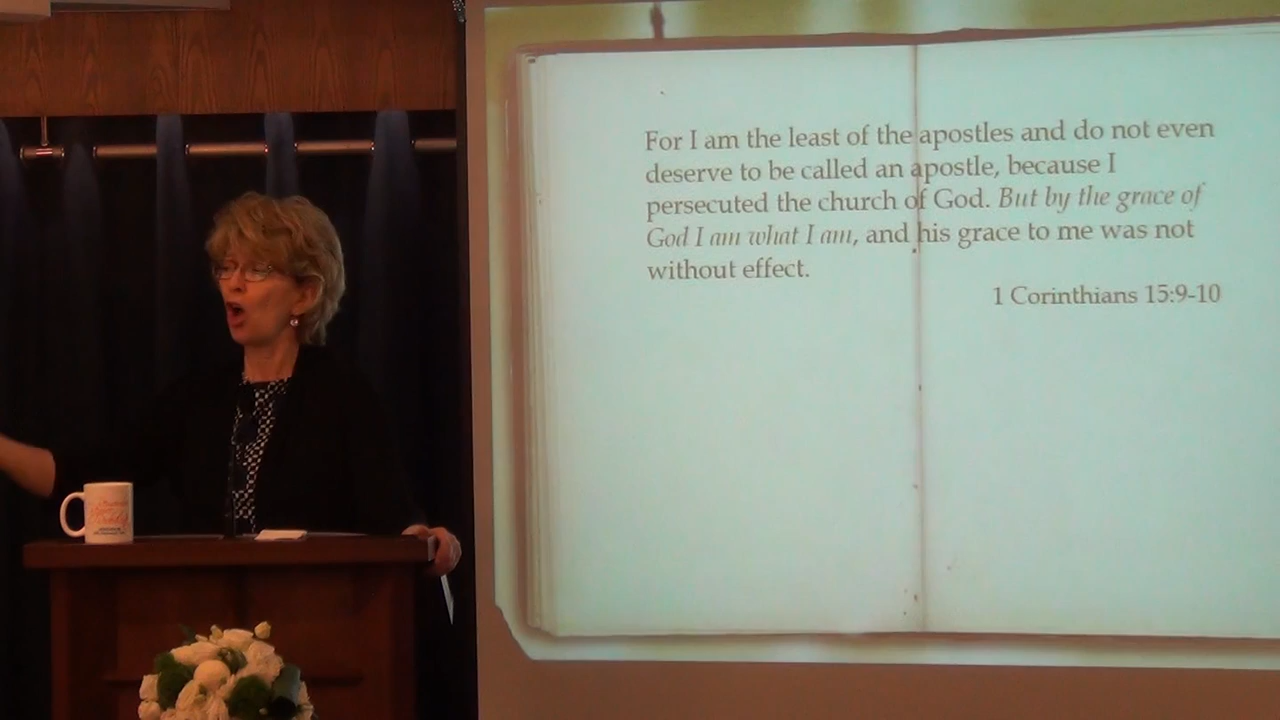 For I am the least of the apostles and do not even
deserve to be called an apostle, because I
persecuted the church of God. But by the grace of
God I am what I am, and his grace to me was not
without effect.
1 Corinthians 15:9-10